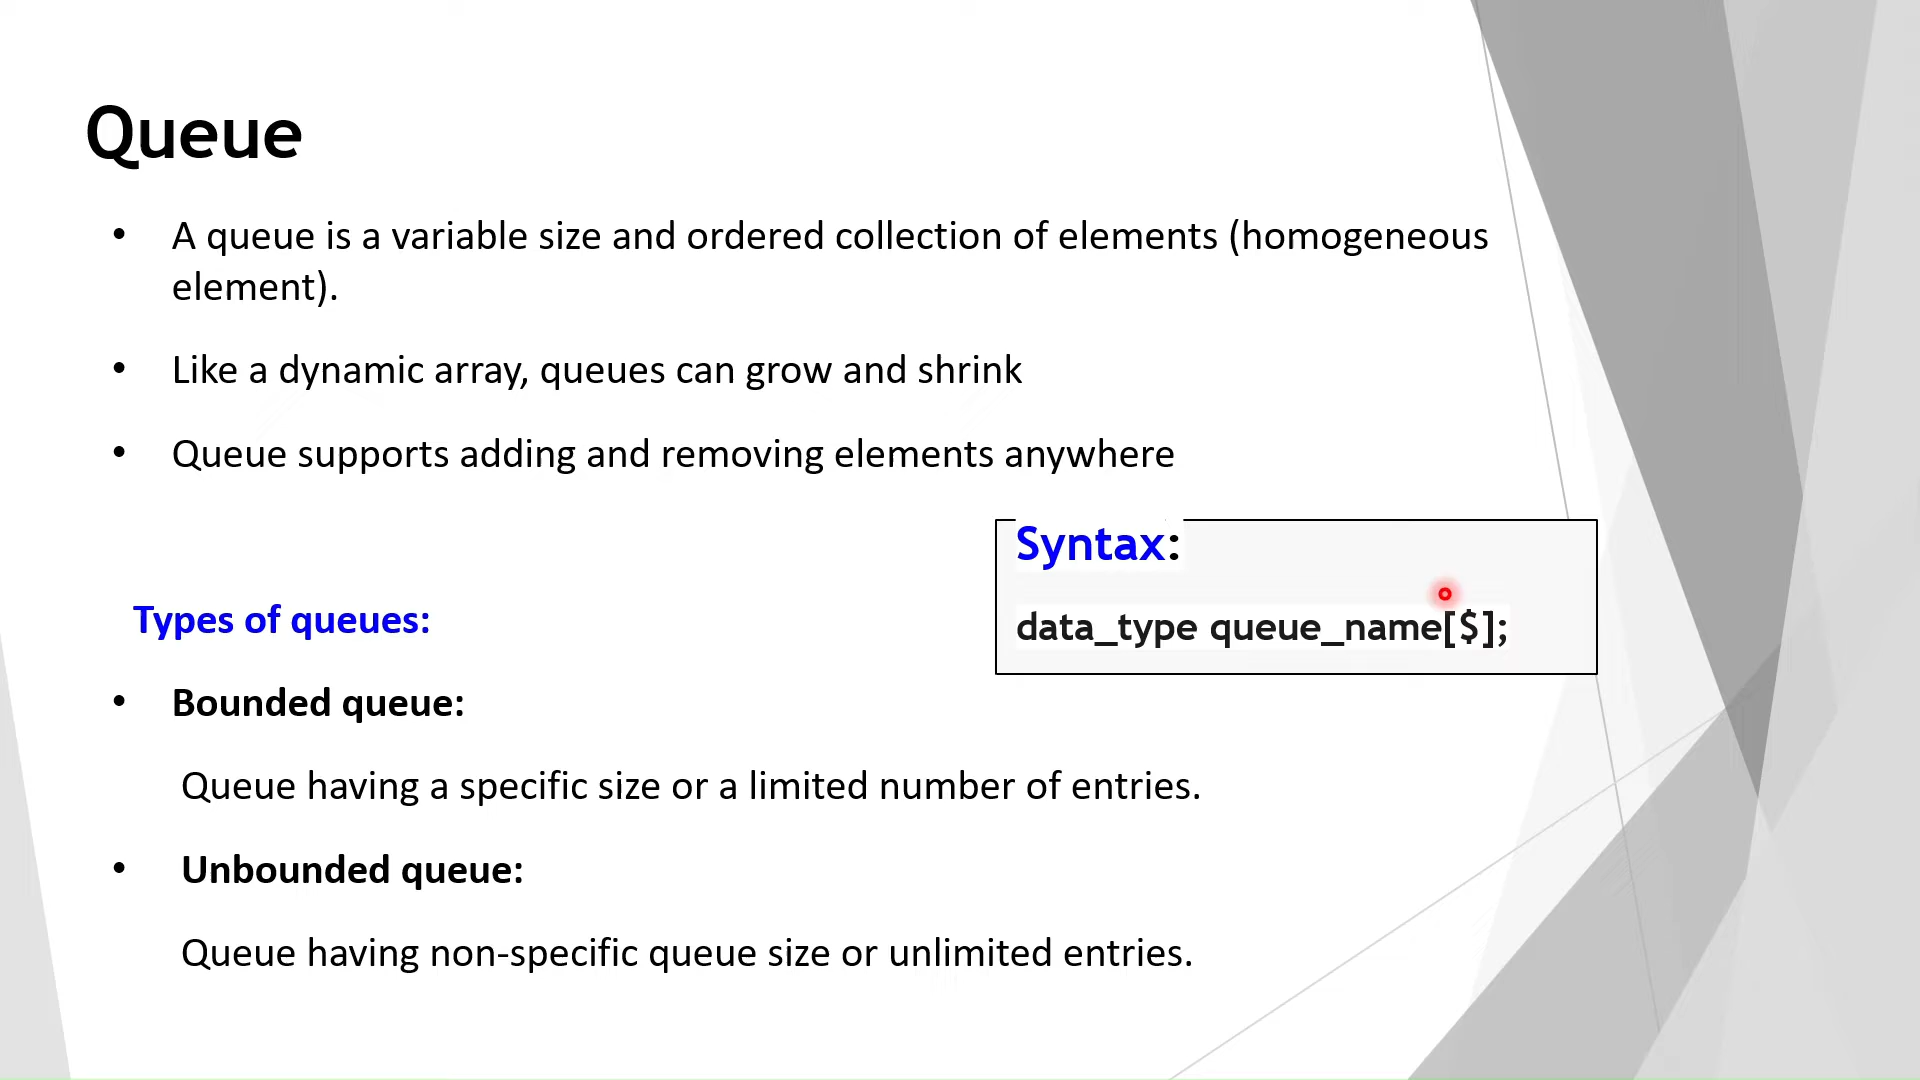 Queue
• A queue is a variable size and ordered collection of elements (homogeneous
element).
• Like a dynamic array, queues can grow and shrink
• Queue supports adding and removing elements anywhere
Syntax:
data_type queue_name[$];
Types of queues:
• Bounded queue:
Queue having a specific size or a limited number of entries.
• Unbounded queue:
Queue having non-specific queue size or unlimited entries.